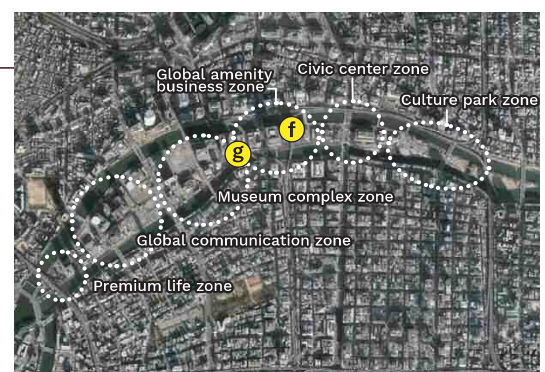 Civic center zone
Global amenity
business zone
Culture park zone
f
g
Museum complex zone
Global communication zone
Premium life zone